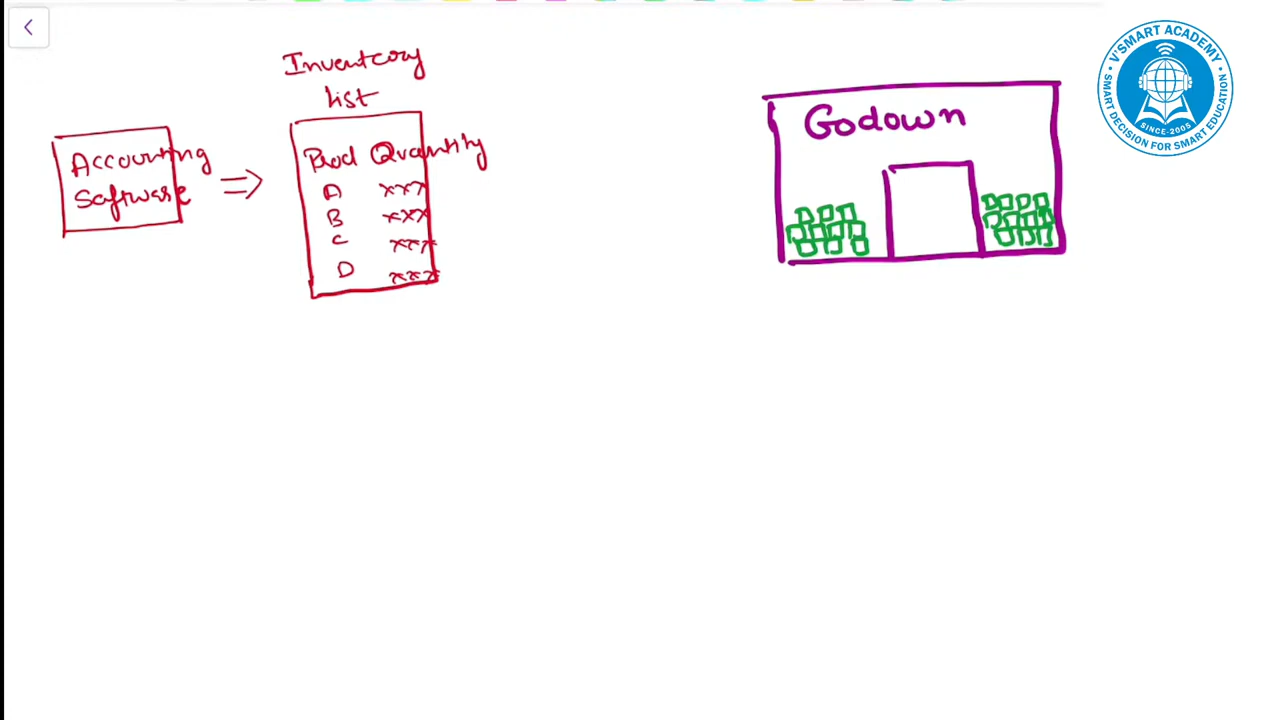 Inventory
List
Accounting
Software
⇒
Prod Quantity
A xxx
B xxx
C xxx
D xxx
Godown
V'SMART ACADEMY
SINCE-2005
SMART DECISION FOR SMART EDUCATION